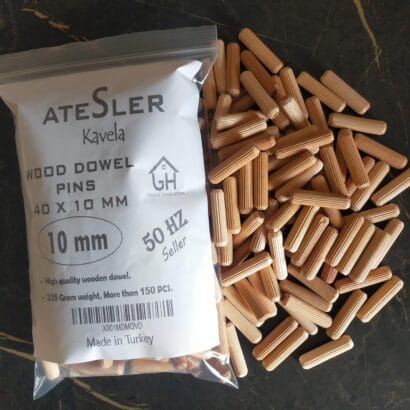 ATESLER
Kavela
WOOD DOWEL
PINS
40 X 10 MM
GH
10 mm
50 HZ
Seller
High quality wooden dowel.
335 Gram weight, More than 150 PCS.
X001MDMOVD
Made in Turkey